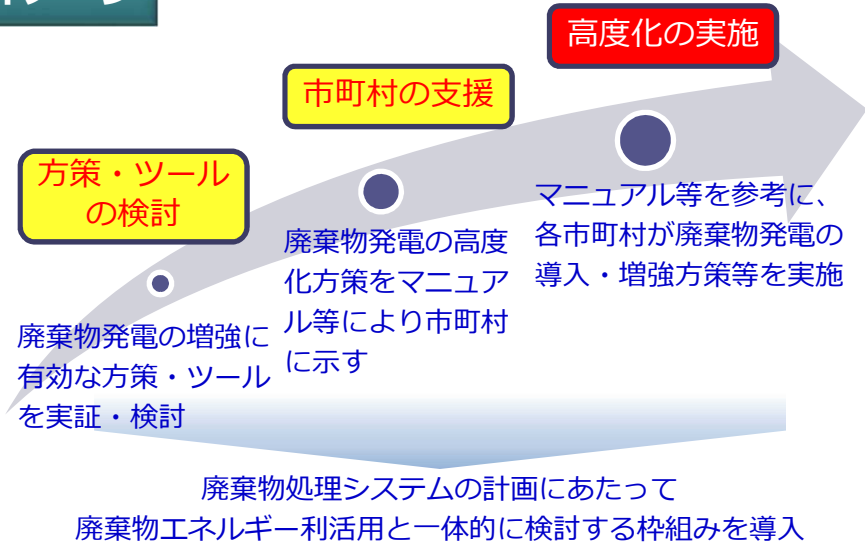 高度化の実施
市町村の支援
方策・ツール
の検討
マニュアル等を参考に、
各市町村が廃棄物発電の
導入・増強方策等を実施
廃棄物発電の高度
化方策をマニュア
ル等により市町村
に示す
廃棄物発電の増強に
有効な方策・ツール
を実証・検討
廃棄物処理システムの計画にあたって
廃棄物エネルギー利活用と一体的に検討する枠組みを導入